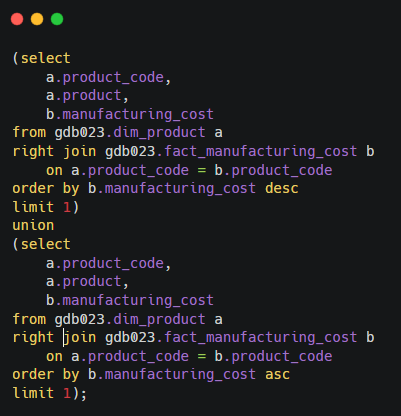 (select
    a.product_code,
    a.product,
    b.manufacturing_cost
from gdb023.dim_product a
right join gdb023.fact_manufacturing_cost b
    on a.product_code = b.product_code
order by b.manufacturing_cost desc
limit 1)
union
(select
    a.product_code,
    a.product,
    b.manufacturing_cost
from gdb023.dim_product a
right join gdb023.fact_manufacturing_cost b
    on a.product_code = b.product_code
order by b.manufacturing_cost asc
limit 1);